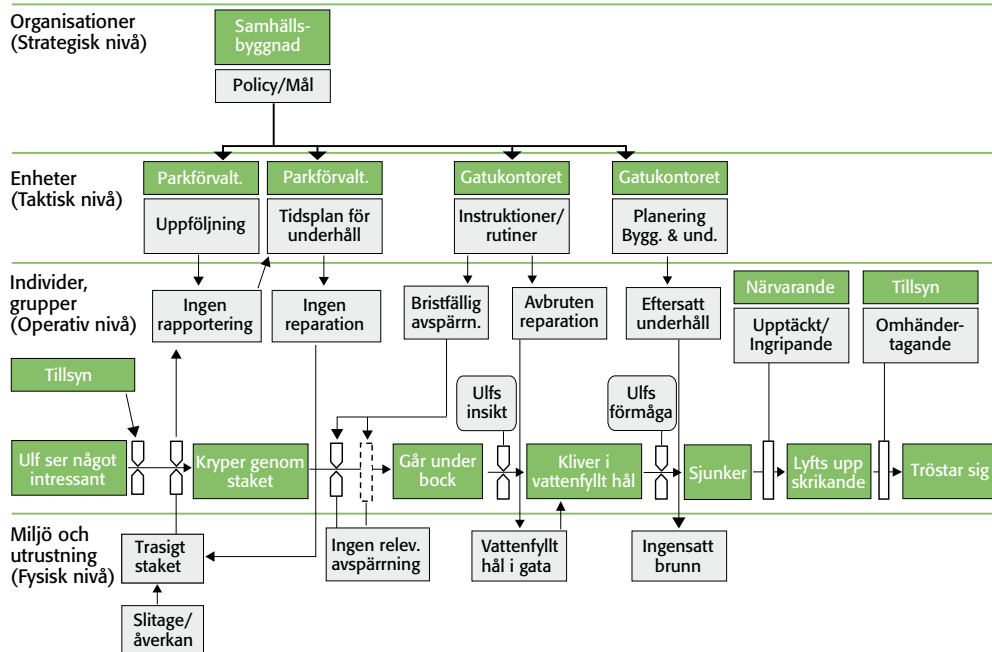 Organisationer
(Strategisk nivå)
Samhälls-
byggnad
Policy/Mål
Enheter
(Taktisk nivå)
Parkförvalt.
Parkförvalt.
Gatukontoret
Gatukontoret
Uppföljning
Tidsplan för
underhåll
Instruktioner/
rutiner
Planering
Bygg. & und.
Individer,
grupper
(Operativ nivå)
Ingen
rapportering
Ingen
reparation
Bristfällig
avspärrn.
Avbruten
reparation
Eftersatt
underhåll
Närvarande
Upptäckt/
Ingripande
Tillsyn
Omhänder-
tagande
Tillsyn
Ulfs
insikt
Ulfs
förmåga
Ulf ser något
intressant
Kryper genom
staket
Går under
bock
Kliver i
vattenfyllt hål
Sjunker
Lyfts upp
skrikande
Tröstar sig
Miljö och
utrustning
(Fysisk nivå)
Trasigt
staket
Ingen relev.
avspärrning
Vattenfyllt
hål i gata
Ingensatt
brunn
Slitage/
åverkan